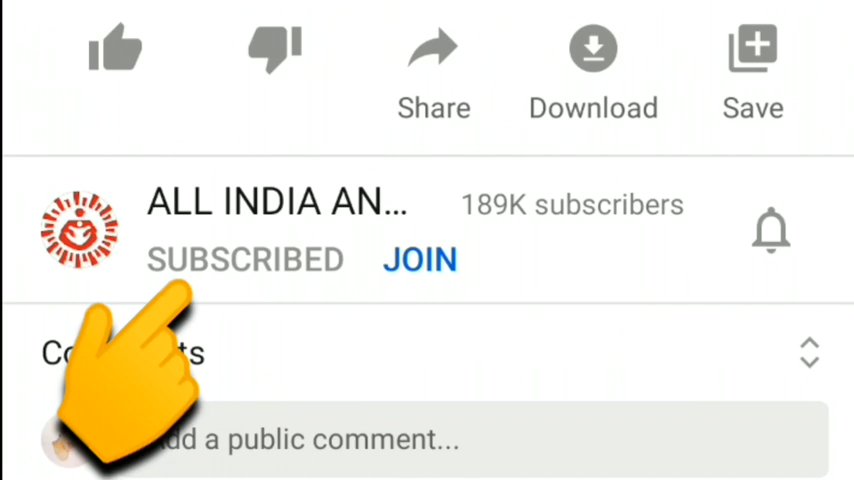 Share Download Save
ALL INDIA AN... 189K subscribers
SUBSCRIBED JOIN
a public comment...